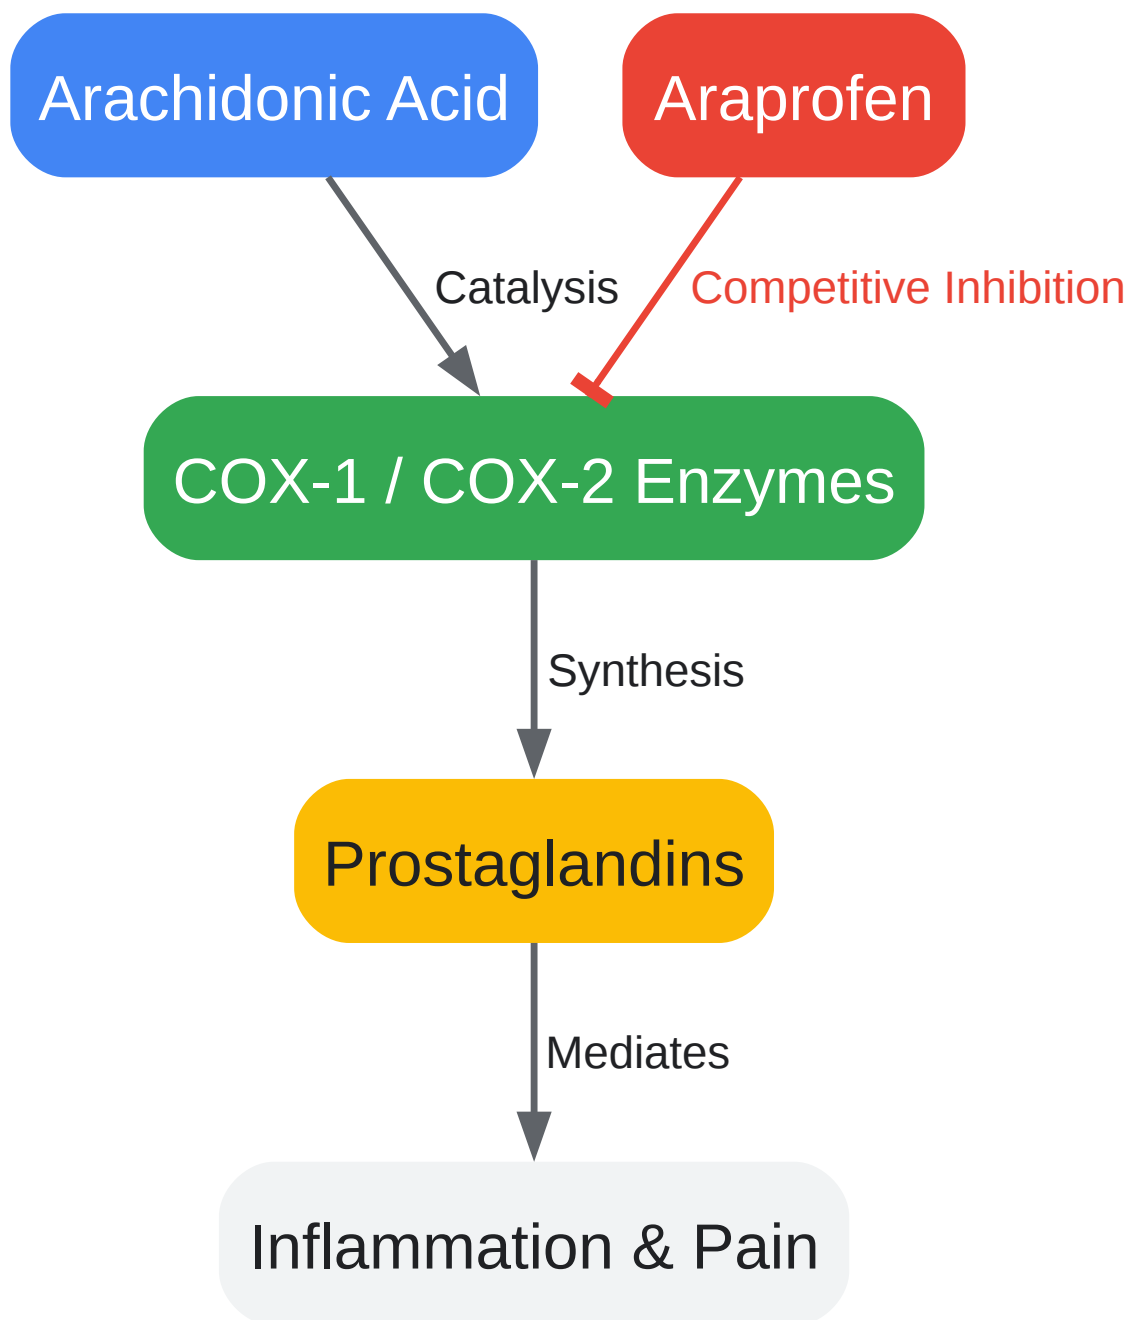 Arachidonic Acid
Araprofen
Catalysis
Competitive Inhibition
COX-1 / COX-2 Enzymes
Synthesis
Prostaglandins
Mediates
Inflammation & Pain